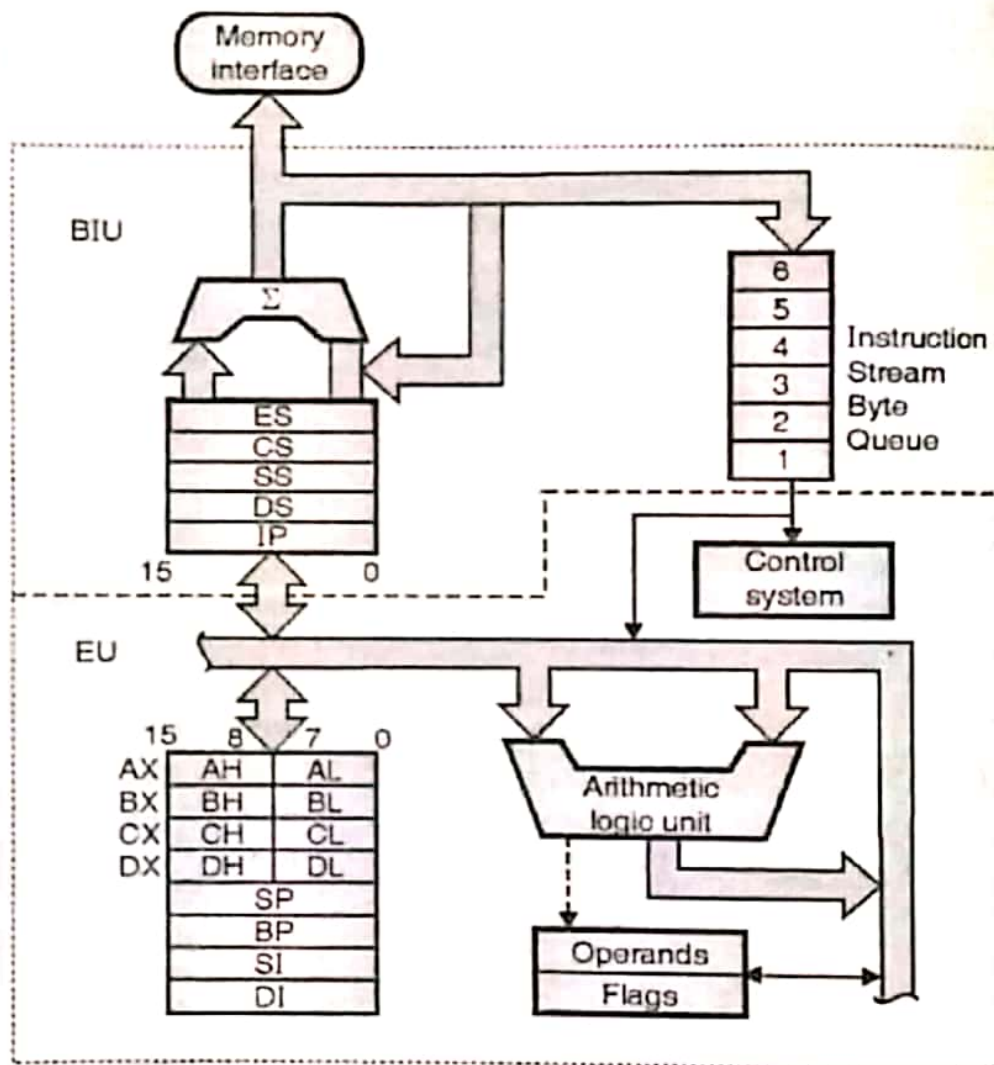 Memory
interface
BIU
Σ
ES
CS
SS
DS
IP
15 0
6
5
4
3
2
1
Instruction
Stream
Byte
Queue
Control
system
EU
15 8 7 0
AX AH AL
BX BH BL
CX CH CL
DX DH DL
SP
BP
SI
DI
Arithmetic
logic unit
Operands
Flags